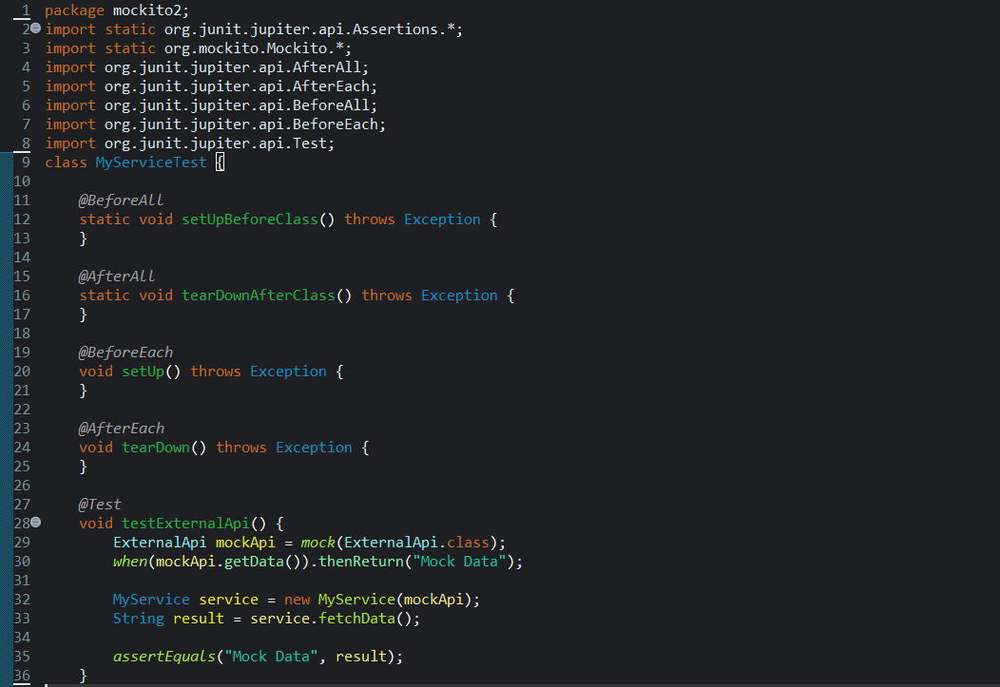 1 package mockito2;
2 import static org.junit.jupiter.api.Assertions.*;
3 import static org.mockito.Mockito.*;
4 import org.junit.jupiter.api.AfterAll;
5 import org.junit.jupiter.api.AfterEach;
6 import org.junit.jupiter.api.BeforeAll;
7 import org.junit.jupiter.api.BeforeEach;
8 import org.junit.jupiter.api.Test;
9 class MyServiceTest {
10
11     @BeforeAll
12     static void setUpBeforeClass() throws Exception {
13     }
14
15     @AfterAll
16     static void tearDownAfterClass() throws Exception {
17     }
18
19     @BeforeEach
20     void setUp() throws Exception {
21     }
22
23     @AfterEach
24     void tearDown() throws Exception {
25     }
26
27     @Test
28     void testExternalApi() {
29         ExternalApi mockApi = mock(ExternalApi.class);
30         when(mockApi.getData()).thenReturn("Mock Data");
31
32         MyService service = new MyService(mockApi);
33         String result = service.fetchData();
34
35         assertEquals("Mock Data", result);
36     }